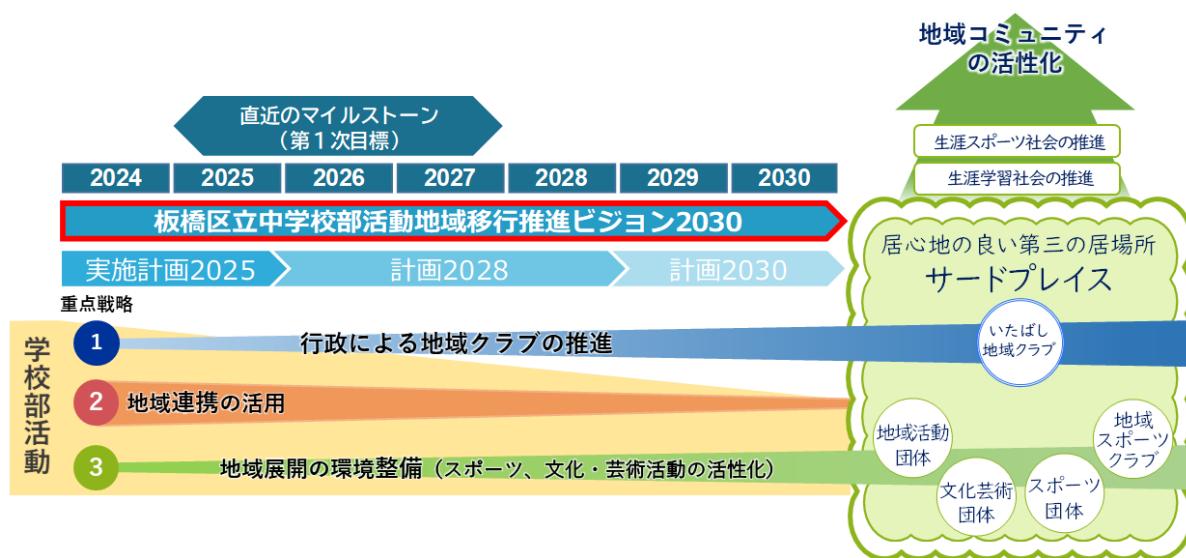 地域コミュニティ
の活性化
直近のマイルストーン
（第１次目標）
生涯スポーツ社会の推進
2024 2025 2026 2027 2028 2029 2030
生涯学習社会の推進
板橋区立中学校部活動地域移行推進ビジョン2030
居心地の良い第三の居場所
サードプレイス
実施計画2025 計画2028 計画2030
重点戦略
学校部活動
1 行政による地域クラブの推進
いたばし
地域クラブ
2 地域連携の活用
3 地域展開の環境整備（スポーツ、文化・芸術活動の活性化）
地域活動
団体
文化芸術
団体
スポーツ
団体
地域
スポーツ
クラブ